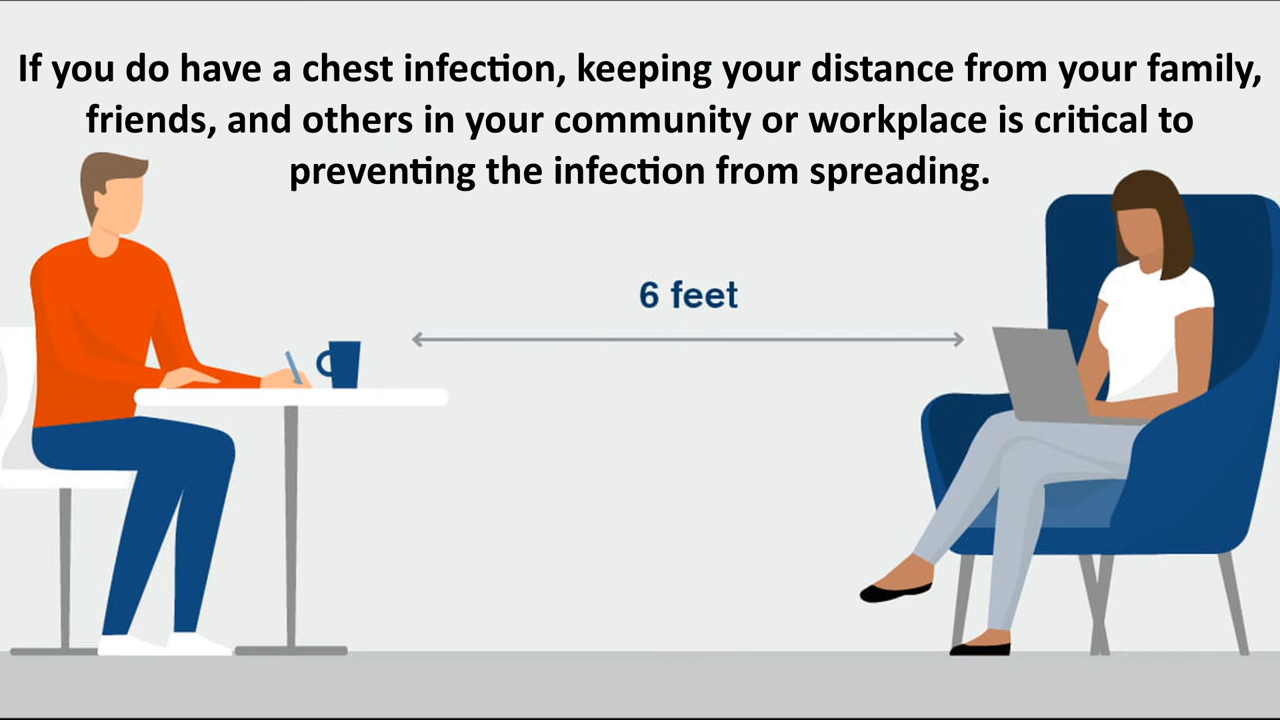 If you do have a chest infection, keeping your distance from your family,
friends, and others in your community or workplace is critical to
preventing the infection from spreading.
6 feet